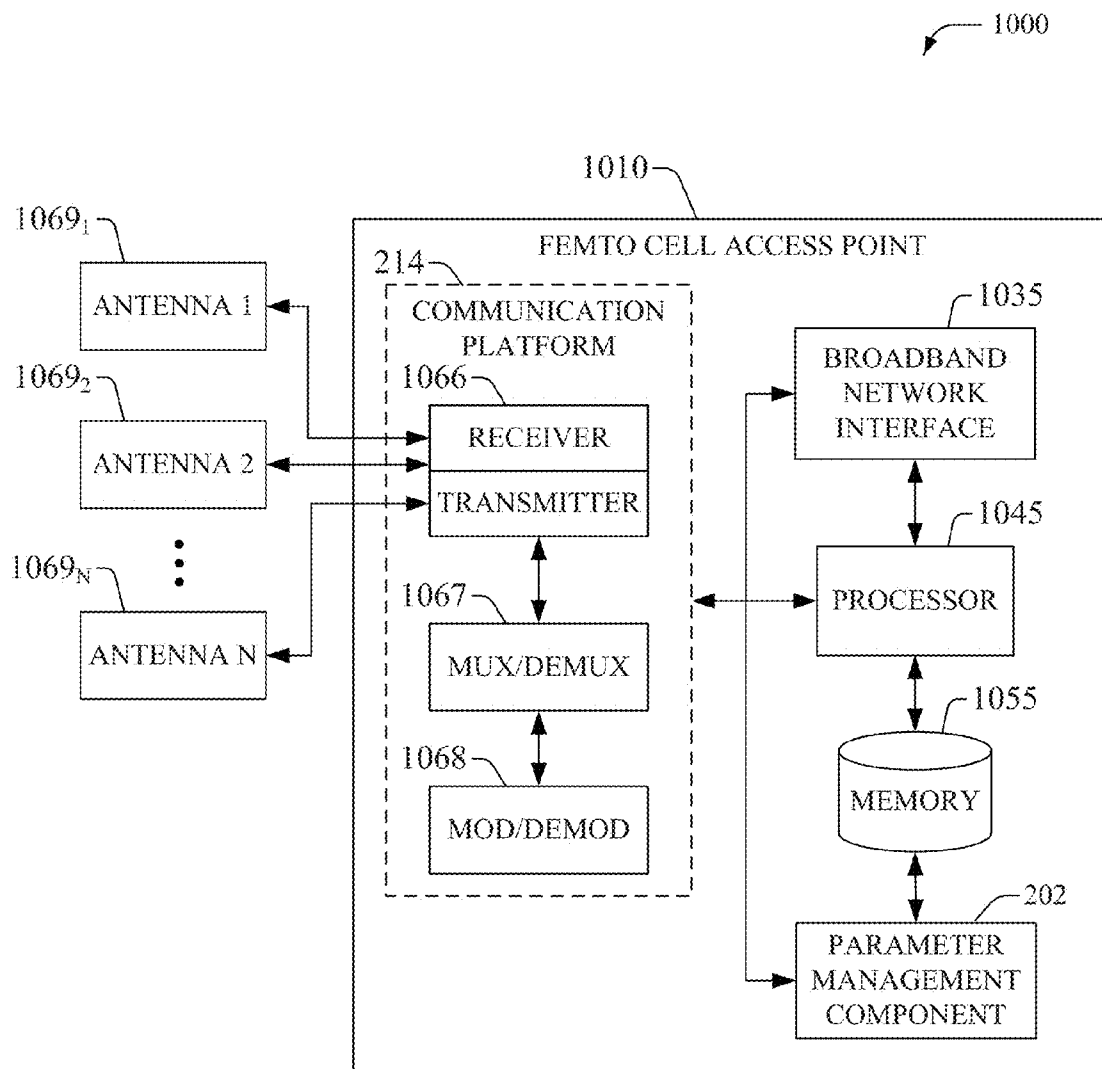 1000
1010
FEMTO CELL ACCESS POINT
1069₁
ANTENNA 1
1069₂
ANTENNA 2
1069N
ANTENNA N
214
COMMUNICATION
PLATFORM
1066
RECEIVER
TRANSMITTER
1067
MUX/DEMUX
1068
MOD/DEMOD
1035
BROADBAND
NETWORK
INTERFACE
1045
PROCESSOR
1055
MEMORY
202
PARAMETER
MANAGEMENT
COMPONENT